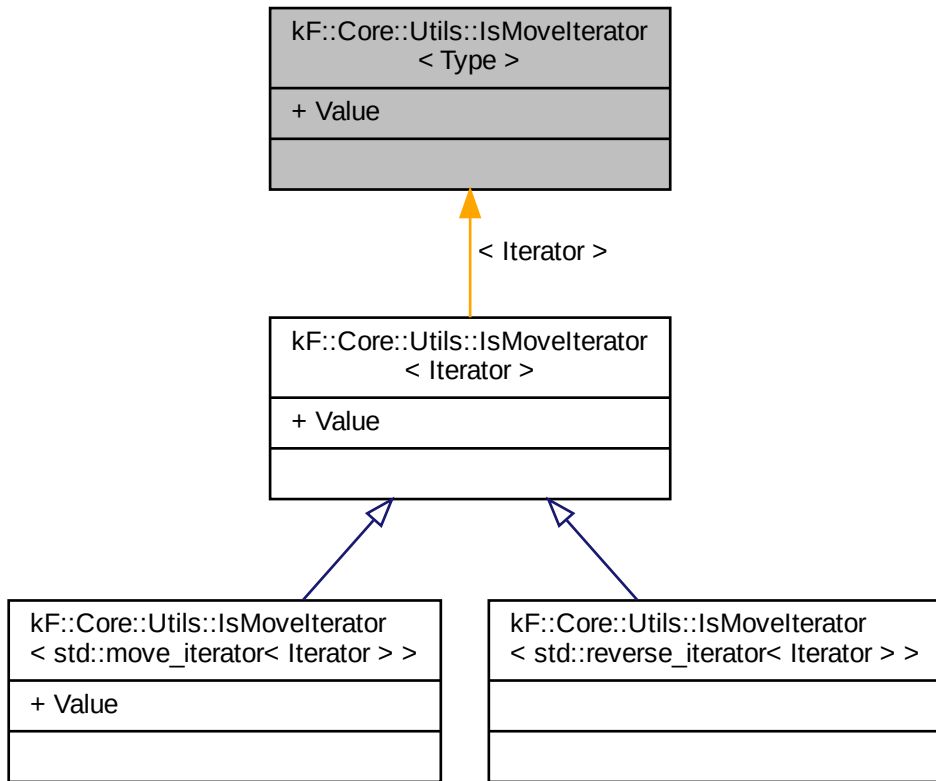 kF::Core::Utils::IsMoveIterator
< Type >
+ Value
< Iterator >
kF::Core::Utils::IsMoveIterator
< Iterator >
+ Value
kF::Core::Utils::IsMoveIterator
< std::move_iterator< Iterator > >
+ Value
kF::Core::Utils::IsMoveIterator
< std::reverse_iterator< Iterator > >